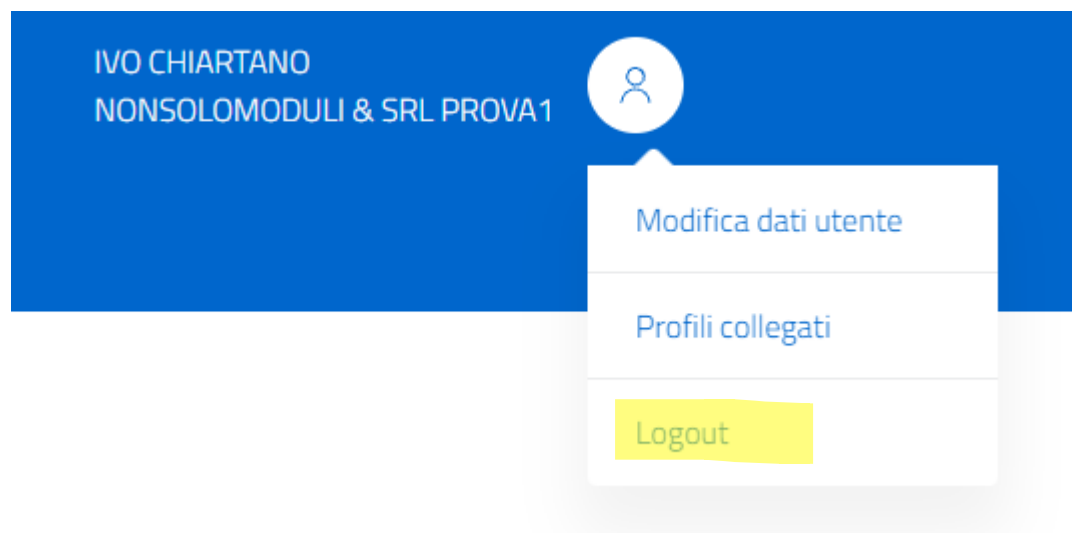 IVO CHIARTANO
NONSOLOMODULI & SRL PROVA1
Modifica dati utente
Profili collegati
Logout